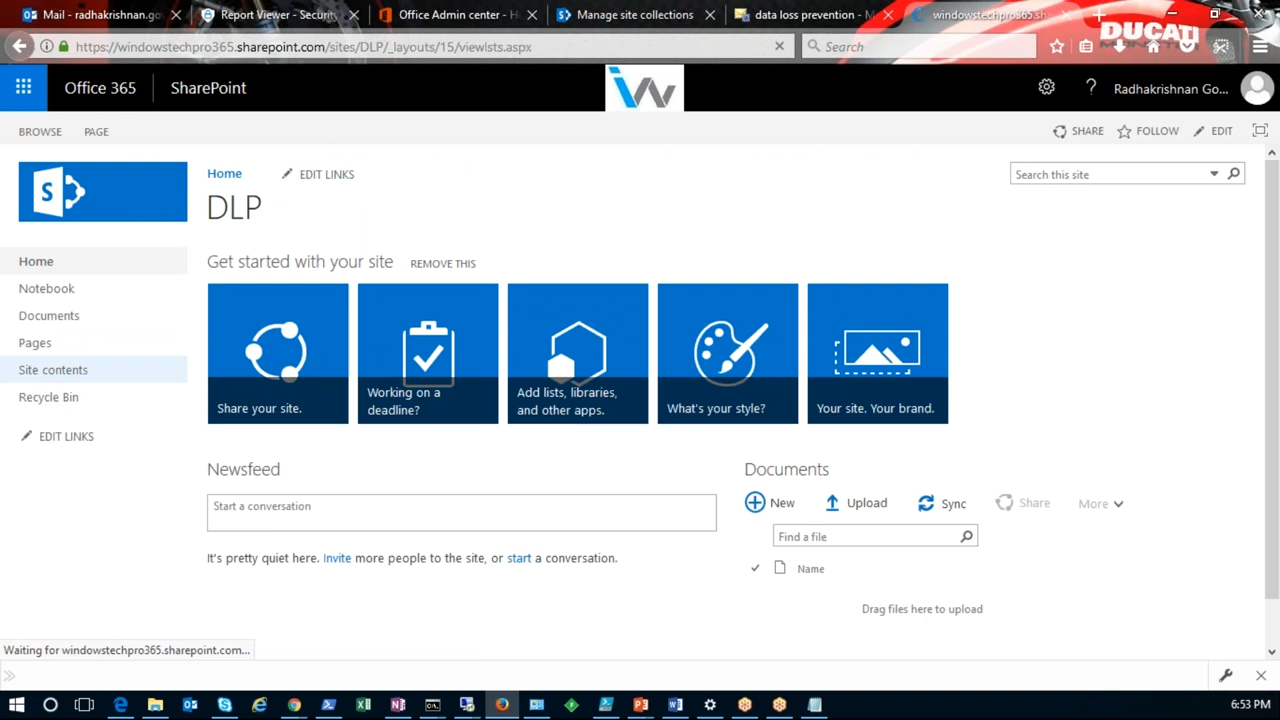 Mail - radhakrishnan.gov
Report Viewer - Security
Office Admin center - H
Manage site collections
data loss prevention - M
windowstechpro365.sha
DUCATI
https://windowstechpro365.sharepoint.com/sites/DLP/_layouts/15/viewlsts.aspx
Search
Office 365
SharePoint
Radhakrishnan Go...
BROWSE
PAGE
SHARE
FOLLOW
EDIT
S
Home
EDIT LINKS
Search this site
DLP
Home
Notebook
Documents
Pages
Site contents
Recycle Bin
EDIT LINKS
Get started with your site
REMOVE THIS
Share your site.
Working on a
deadline?
Add lists, libraries,
and other apps.
What's your style?
Your site. Your brand.
Newsfeed
Start a conversation
It's pretty quiet here. Invite more people to the site, or start a conversation.
Documents
New
Upload
Sync
Share
More
Find a file
Name
Drag files here to upload
Waiting for windowstechpro365.sharepoint.com...
6:53 PM